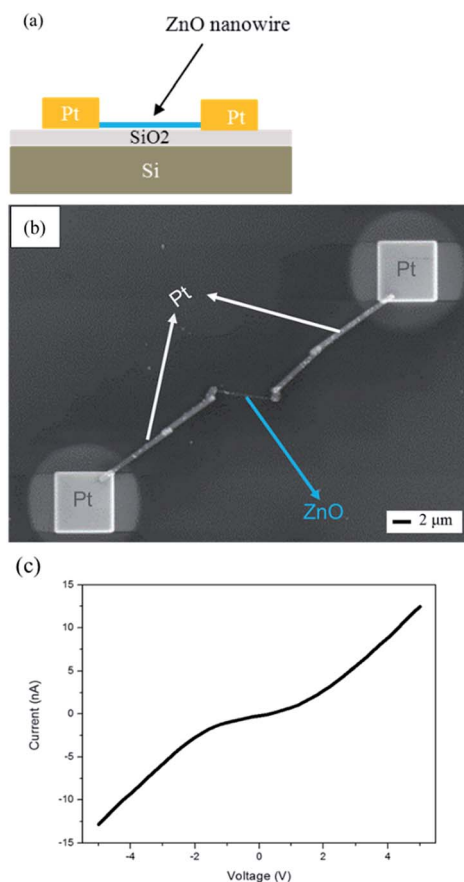 (a)
ZnO nanowire
Pt
Pt
SiO2
Si
(b)
Pt
Pt
Pt
ZnO
2 μm
(c)
15
10
5
0
-5
-10
-15
Current (nA)
-4
-2
0
2
4
Voltage (V)